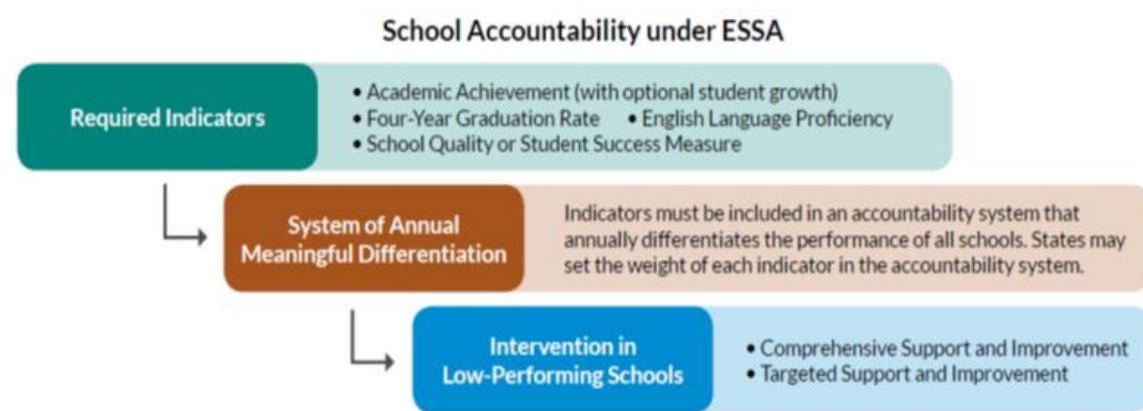 School Accountability under ESSA
Required Indicators
• Academic Achievement (with optional student growth)
• Four-Year Graduation Rate • English Language Proficiency
• School Quality or Student Success Measure
System of Annual
Meaningful Differentiation
Indicators must be included in an accountability system that
annually differentiates the performance of all schools. States may
set the weight of each indicator in the accountability system.
Intervention in
Low-Performing Schools
• Comprehensive Support and Improvement
• Targeted Support and Improvement